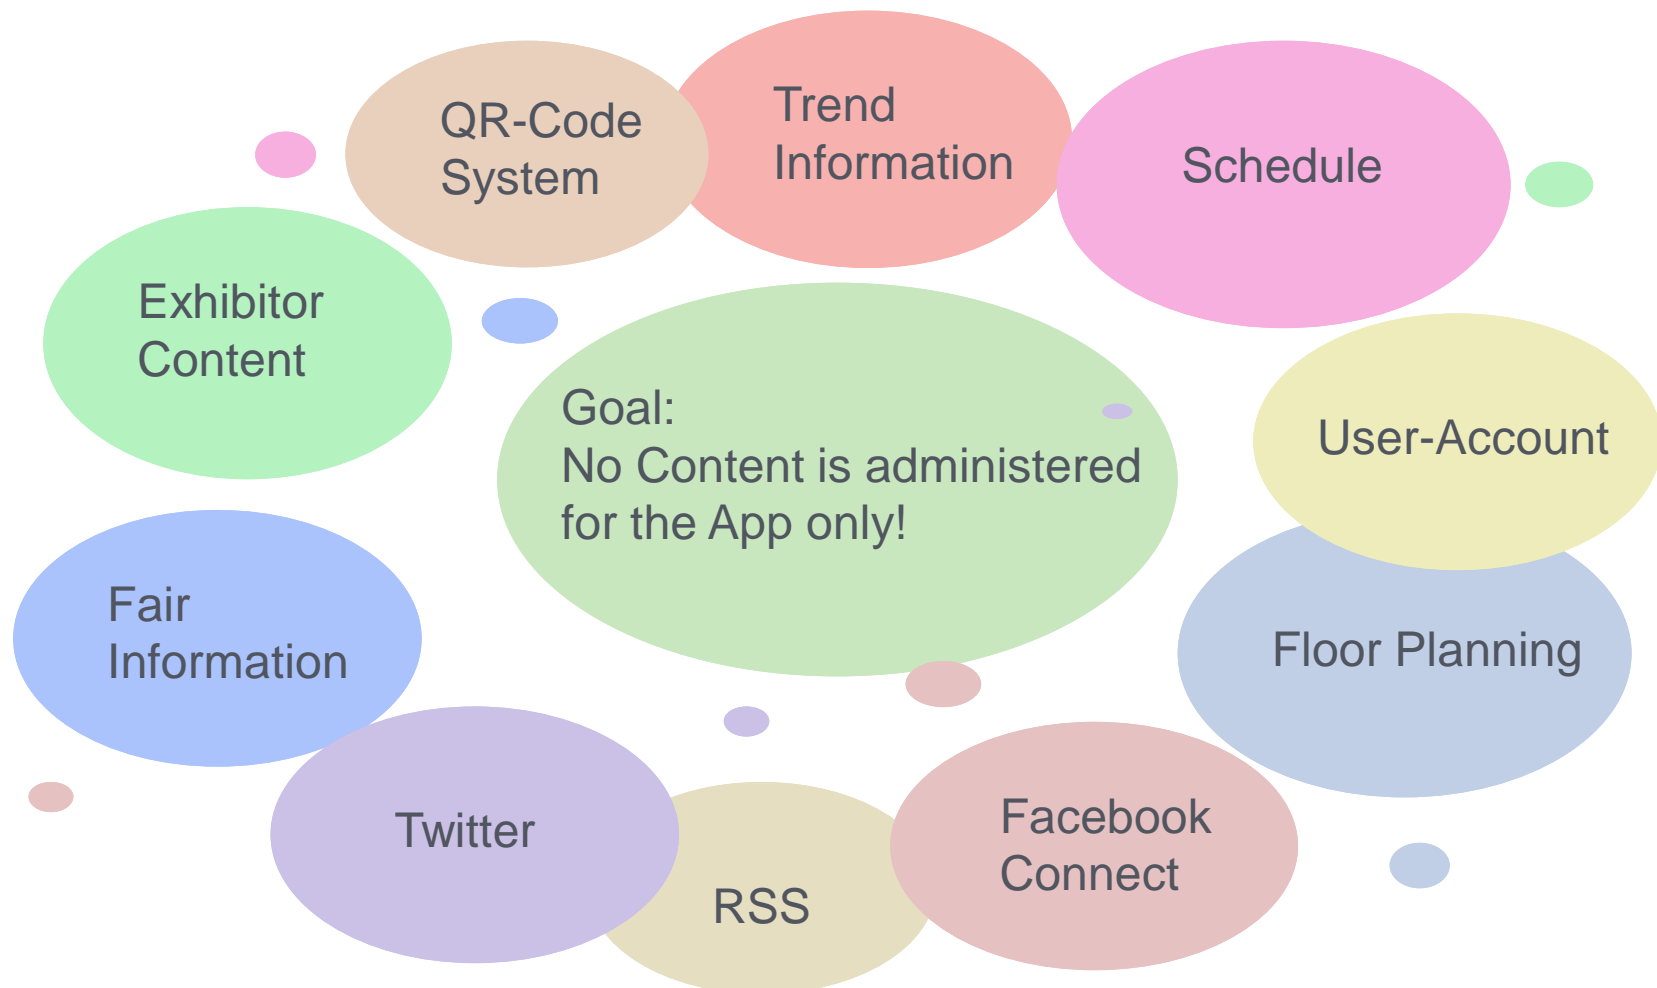 QR-Code
System
Trend
Information
Schedule
Exhibitor
Content
Goal:
No Content is administered
for the App only!
User-Account
Fair
Information
Floor Planning
Twitter
RSS
Facebook
Connect